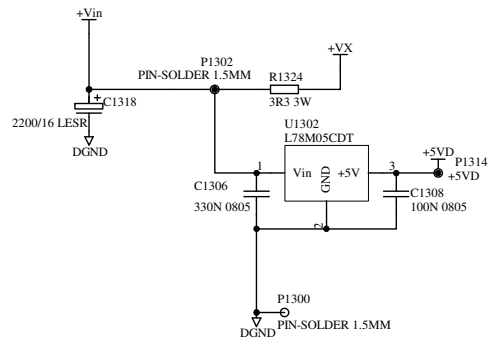 +Vin
P1302
PIN-SOLDER 1.5MM
+VX
R1324
3R3 3W
+
C1318
2200/16 LESR
DGND
U1302
L78M05CDT
1
Vin
GND
+5V
3
2
+5VD
P1314
+5VD
C1306
330N 0805
C1308
100N 0805
P1300
DGND
PIN-SOLDER 1.5MM